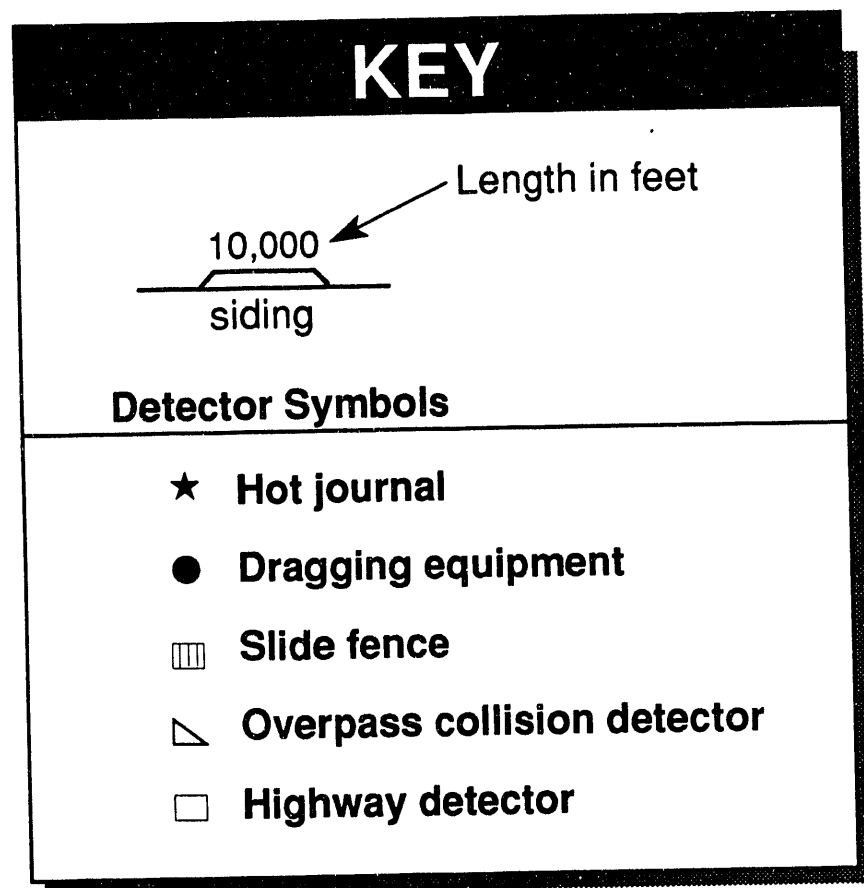 KEY
Length in feet
10,000
siding
Detector Symbols
Hot journal
Dragging equipment
Slide fence
Overpass collision detector
Highway detector